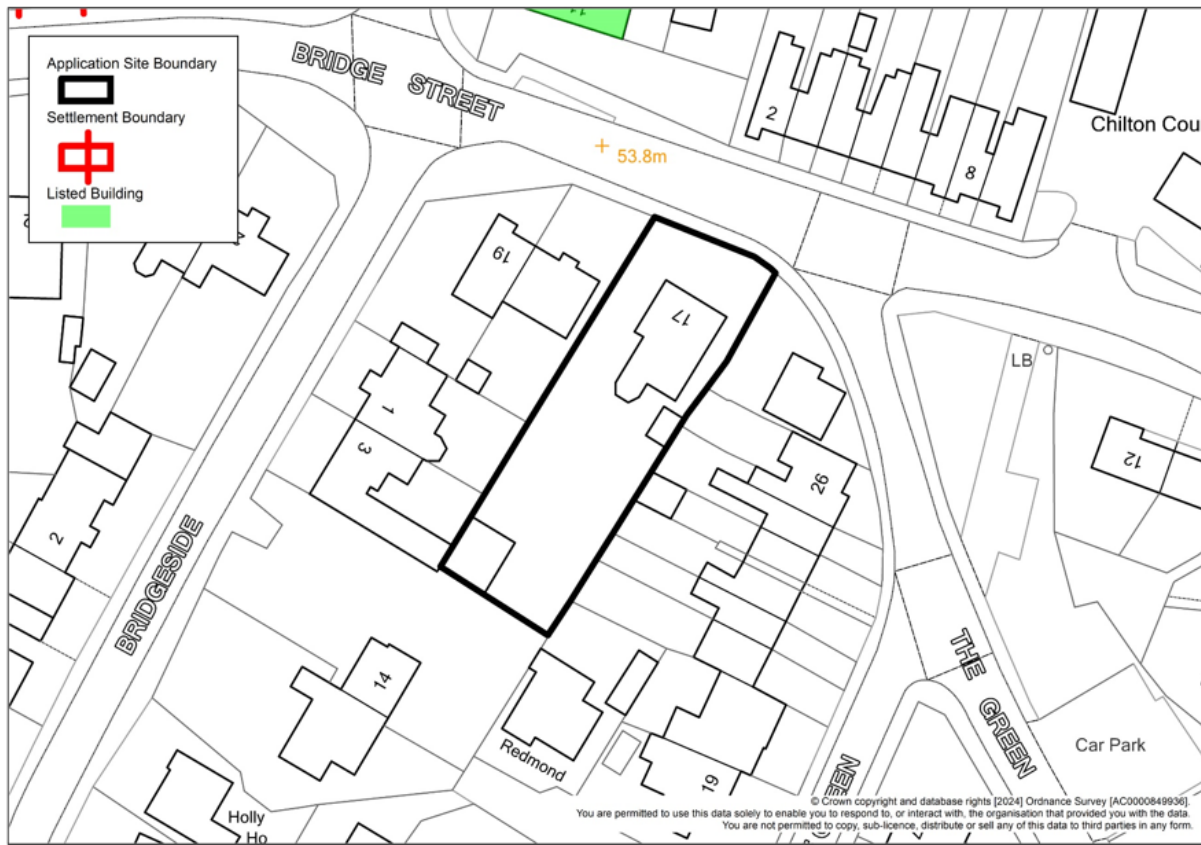 Application Site Boundary
Settlement Boundary
Listed Building
BRIDGE STREET
11
53.8m
2
8
Chilton Cou
19
17
1
3
LB
12
26
2
BRIDGESIDE
14
THE GREEN
Redmond
Car Park
19
Holly
Ho
© Crown copyright and database rights [2024] Ordnance Survey [AC0000849936].
You are permitted to use this data solely to enable you to respond to, or interact with, the organisation that provided you with the data.
You are not permitted to copy, sub-licence, distribute or sell any of this data to third parties in any form.